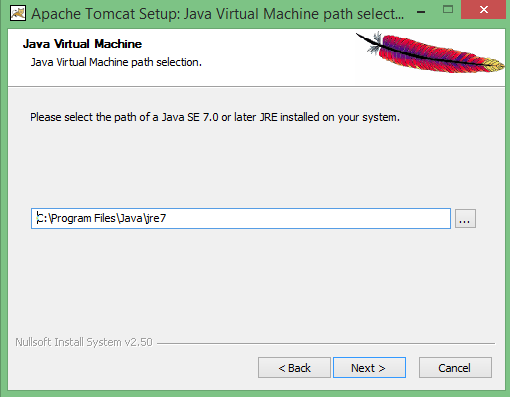 Apache Tomcat Setup: Java Virtual Machine path select...
Java Virtual Machine
Java Virtual Machine path selection.
Please select the path of a Java SE 7.0 or later JRE installed on your system.
C:\Program Files\Java\jre7
...
Nullsoft Install System v2.50
< Back
Next >
Cancel